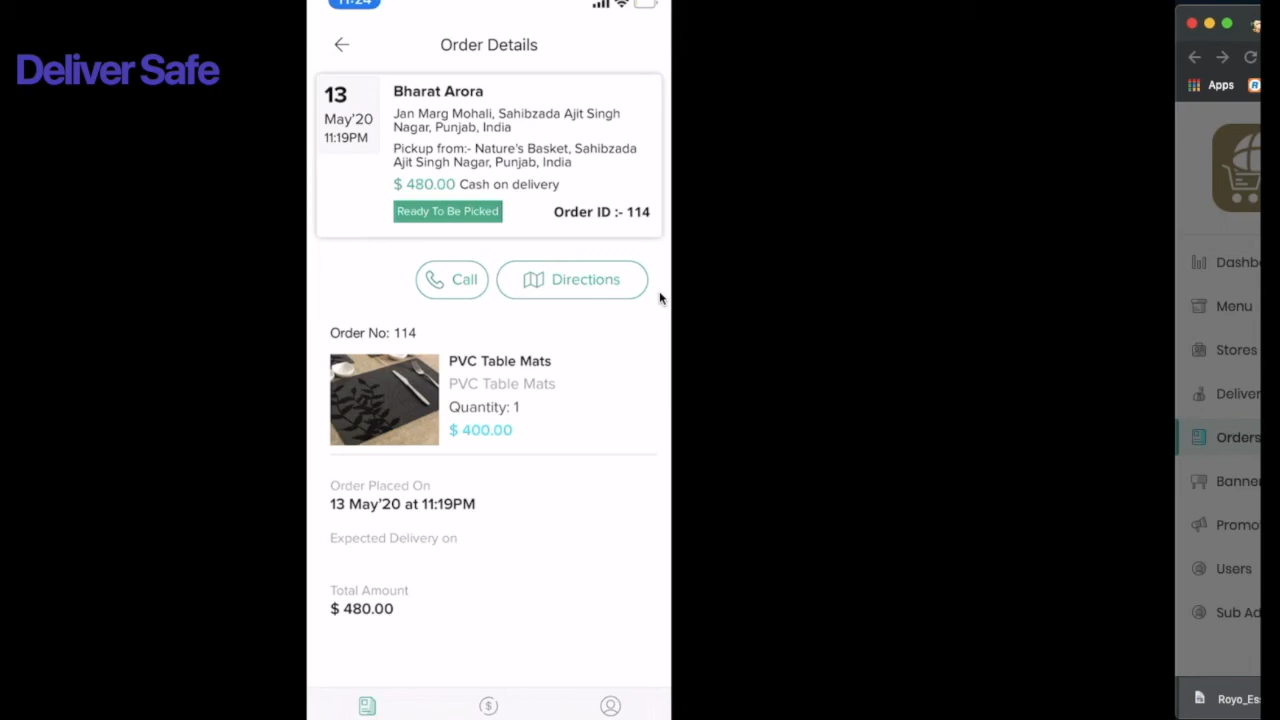 Deliver Safe
11:24
Order Details
13
May'20
11:19PM
Bharat Arora
Jan Marg Mohali, Sahibzada Ajit Singh
Nagar, Punjab, India
Pickup from:- Nature's Basket, Sahibzada
Ajit Singh Nagar, Punjab, India
$ 480.00 Cash on delivery
Ready To Be Picked
Order ID :- 114
Call
Directions
Order No: 114
PVC Table Mats
PVC Table Mats
Quantity: 1
$ 400.00
Order Placed On
13 May'20 at 11:19PM
Expected Delivery on
Total Amount
$ 480.00
Apps
Dashb
Menu
Stores
Deliver
Orders
Banne
Promo
Users
Sub Ad
Royo_Es